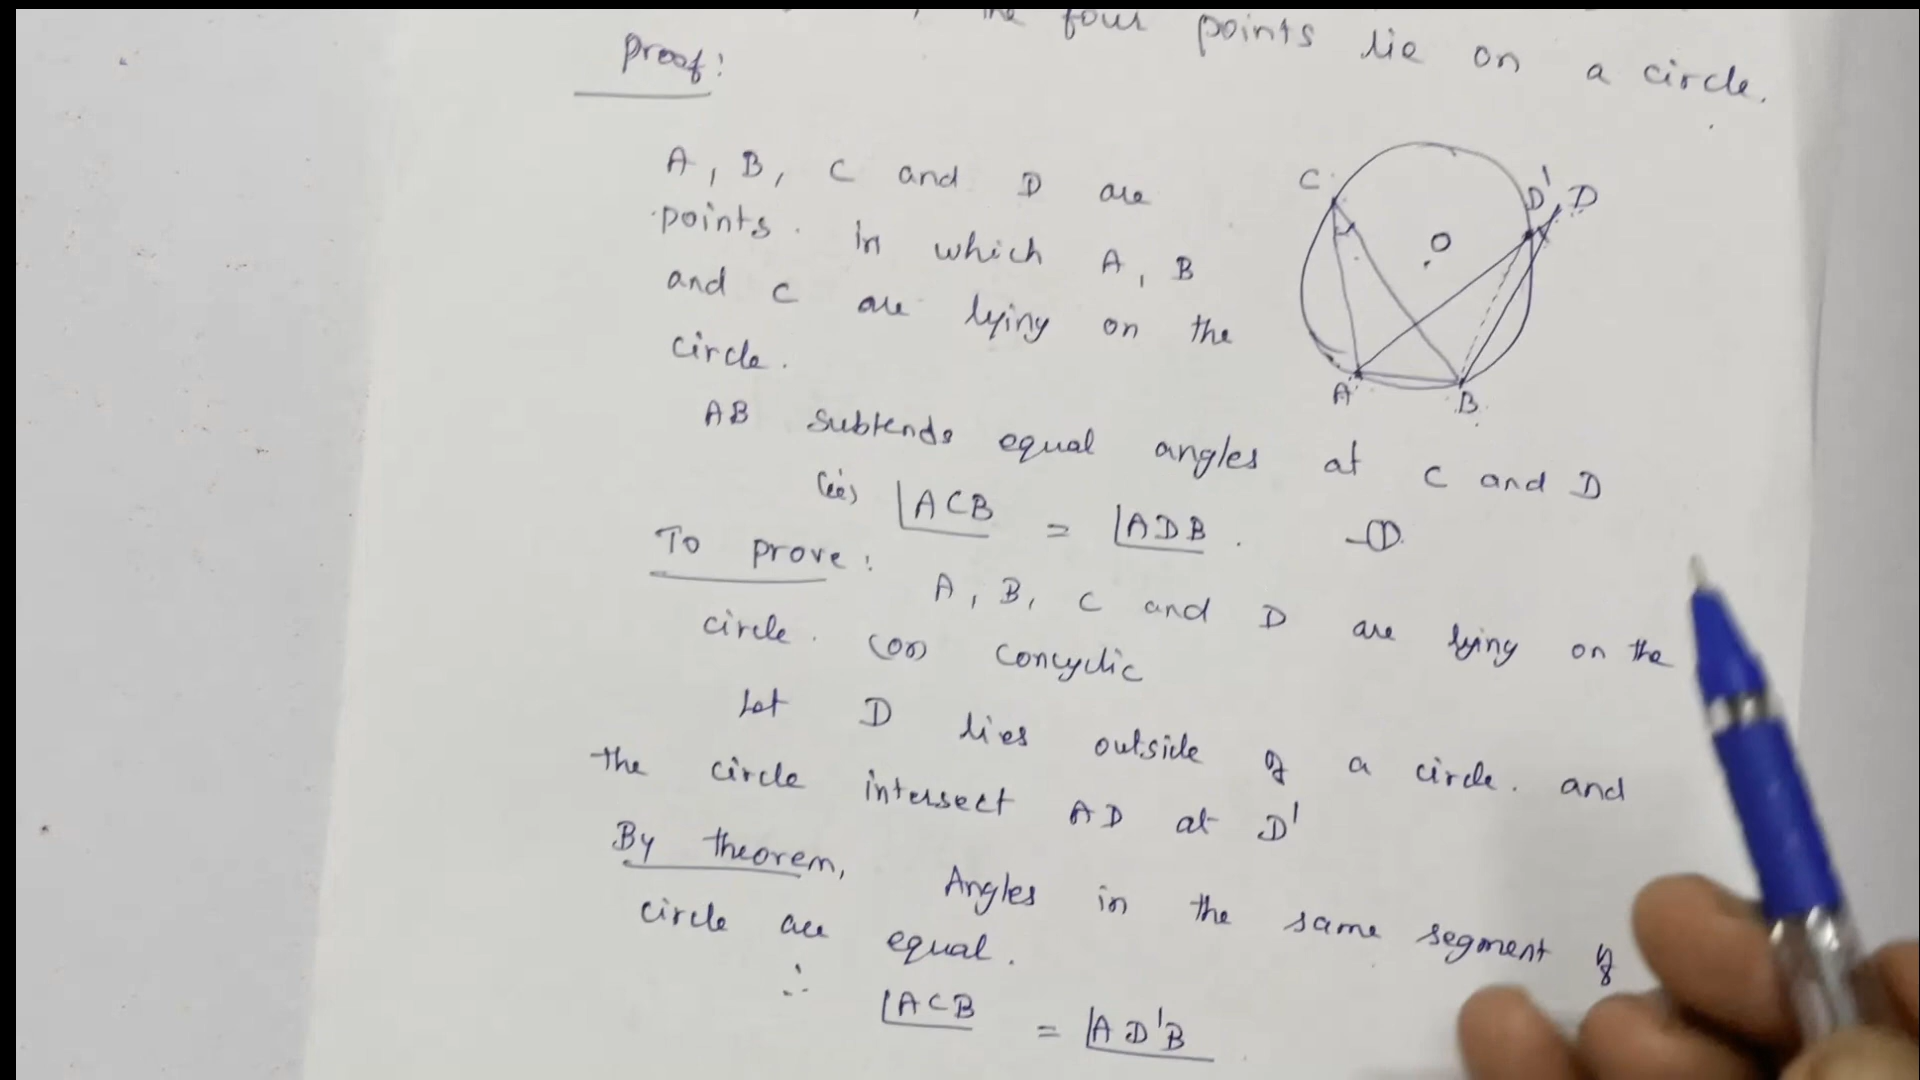 the four points lie on a circle.
Proof:
A, B, C and D are
points in which A, B
and C are lying on the
circle.
C
D'
D
O
A
B
AB subtends equal angles at C and D
(ie) ∠ACB = ∠ADB. -①
To prove:
A, B, C and D are lying on the
circle. (or) concyclic
Let D lies outside of a circle. and
the circle intersect AD at D'
By theorem, Angles in the same segment of
circle are equal.
∴ ∠ACB = ∠AD'B